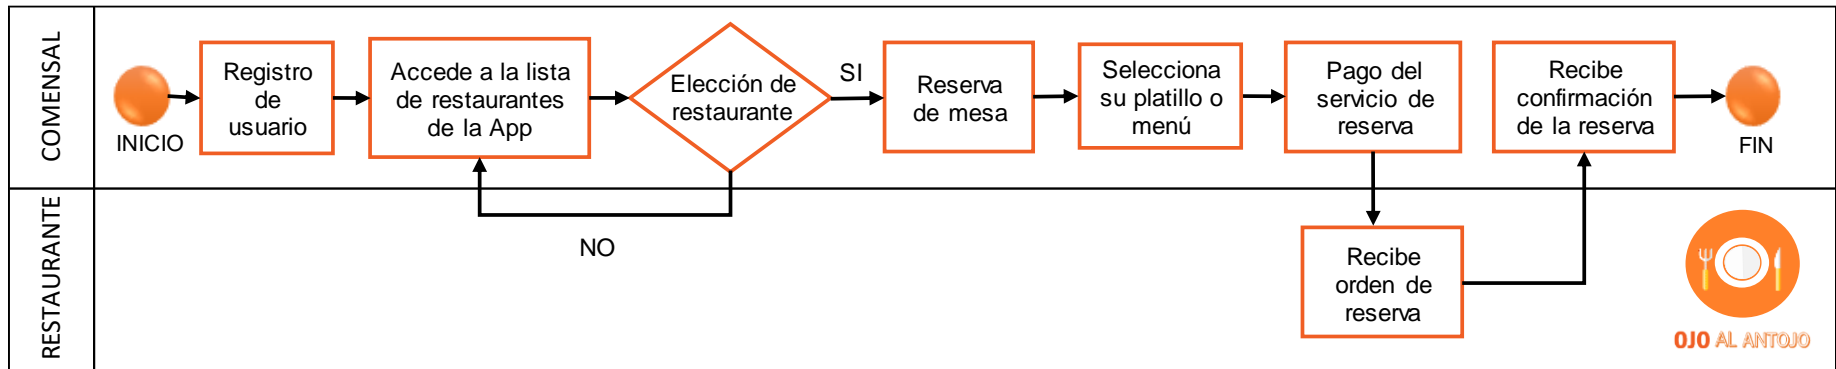 COMENSAL
INICIO
Registro
de
usuario
Accede a la lista
de restaurantes
de la App
Elección de
restaurante
SI
Reserva
de mesa
Selecciona
su platillo o
menú
Pago del
servicio de
reserva
Recibe
confirmación
de la reserva
FIN
RESTAURANTE
NO
Recibe
orden de
reserva
OJO AL ANTOJO